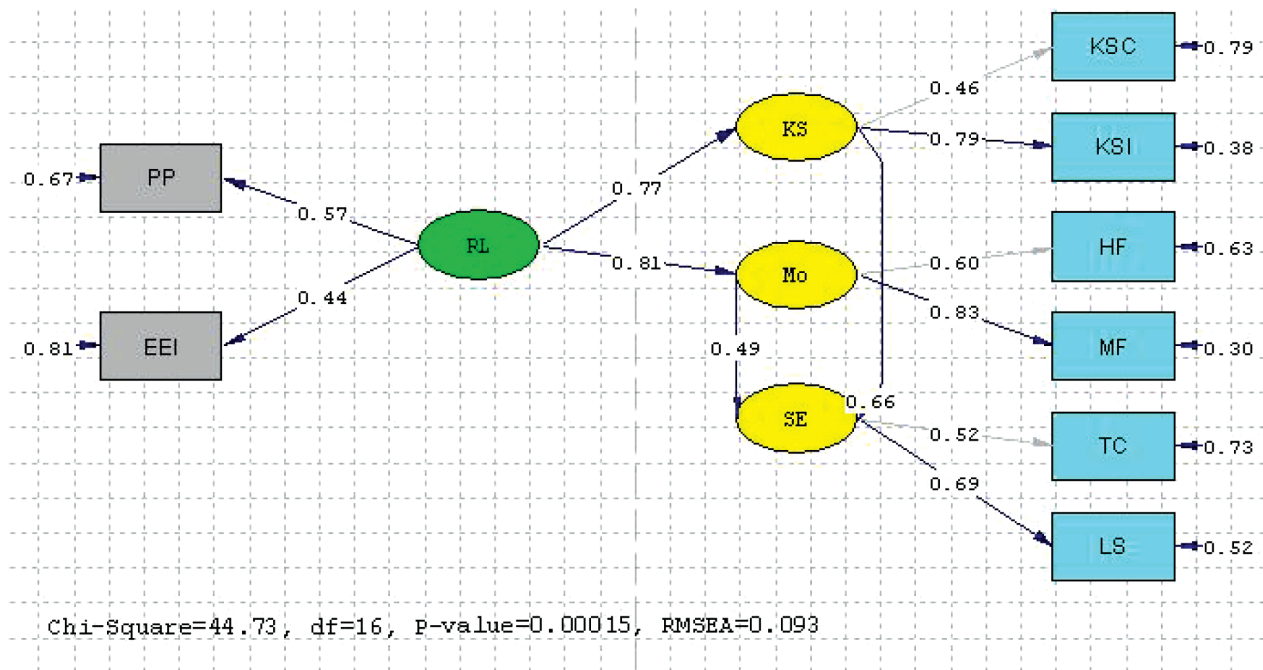 KSC
0.79
0.46
KS
0.79
KSI
0.38
0.67
PP
0.57
0.77
RL
0.81
HF
0.63
0.60
Mo
0.44
0.83
0.81
EEI
0.49
MF
0.30
0.66
SE
0.52
TC
0.73
0.69
LS
0.52
Chi-Square=44.73, df=16, P-value=0.00015, RMSEA=0.093